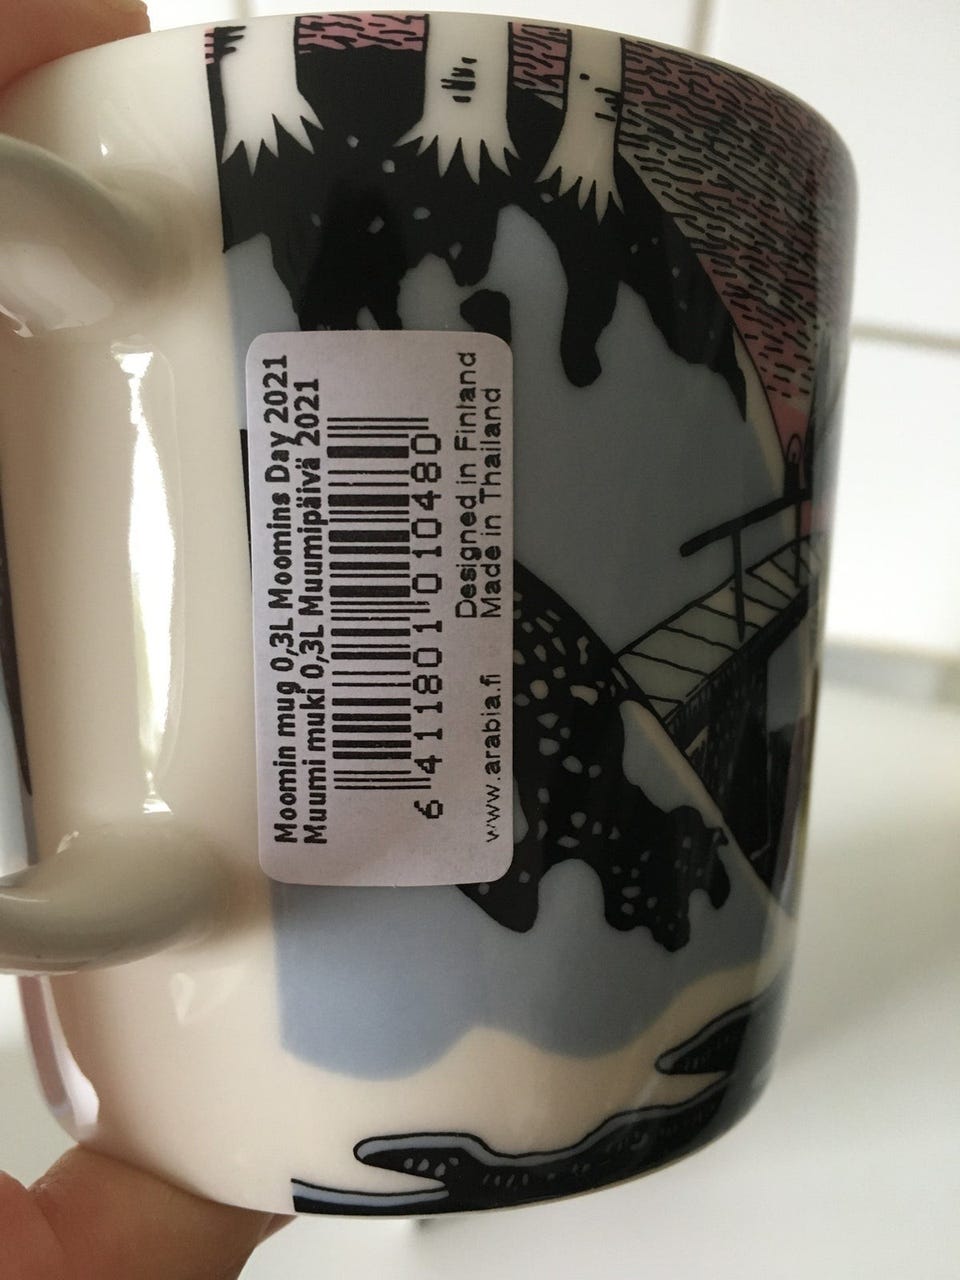 Moomin mug 0,3L Moomins Day 2021
Muumi muki 0,3L Muumipäivä 2021
6 411801 010480
www.arabia.fi
Designed in Finland
Made in Thailand